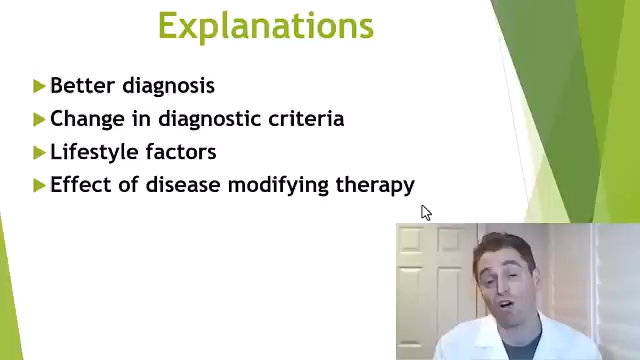 Explanations
Better diagnosis
Change in diagnostic criteria
Lifestyle factors
Effect of disease modifying therapy